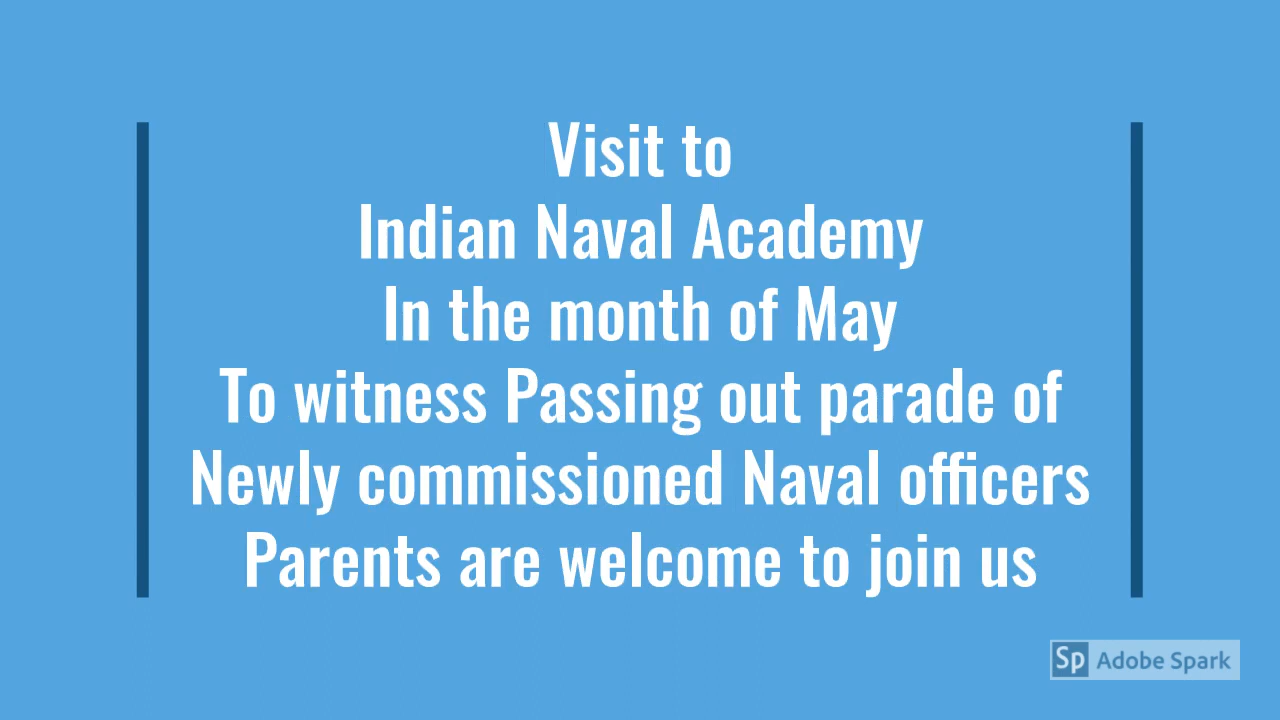 Visit to
Indian Naval Academy
In the month of May
To witness Passing out parade of
Newly commissioned Naval officers
Parents are welcome to join us
Sp Adobe Spark